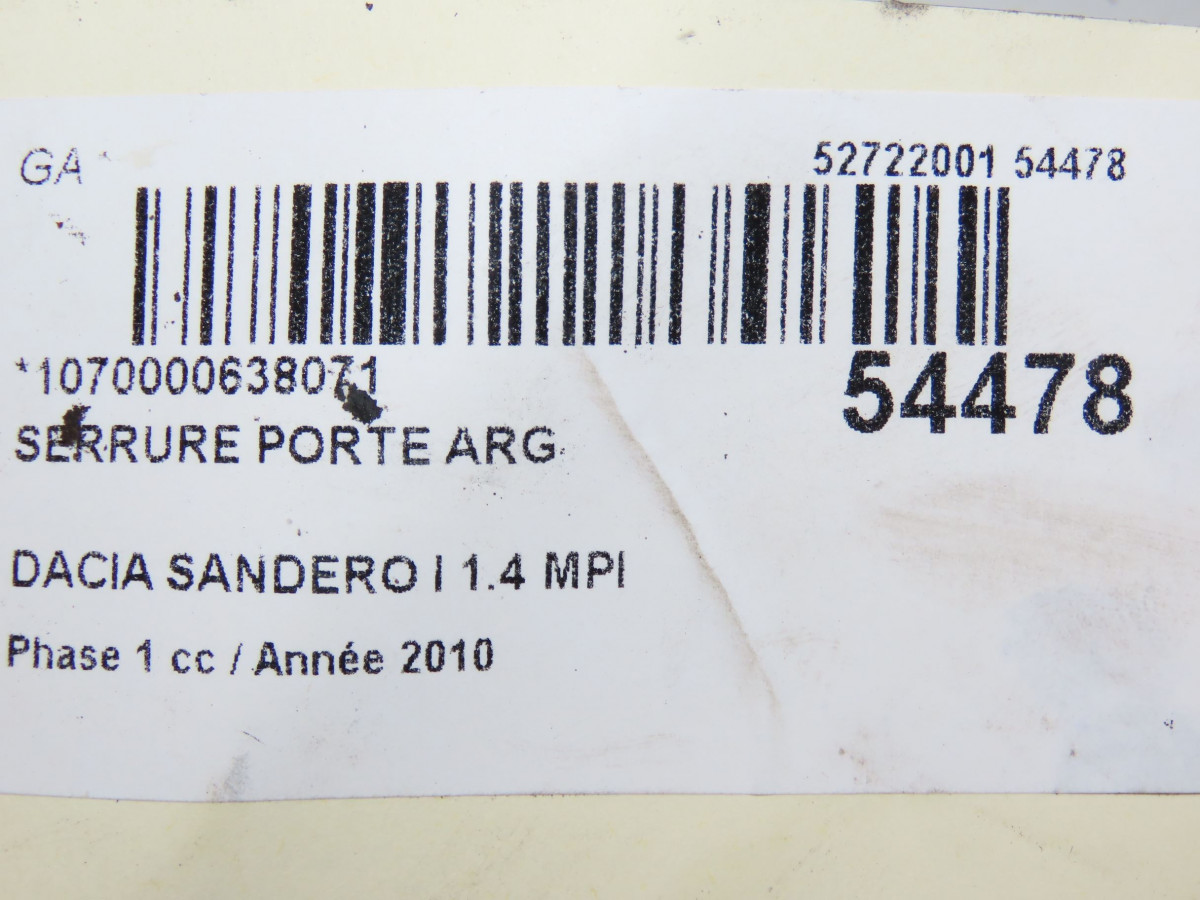 GA
52722001 54478
*1070000638071
54478
SERRURE PORTE ARG
DACIA SANDERO I 1.4 MPI
Phase 1 cc / Année 2010